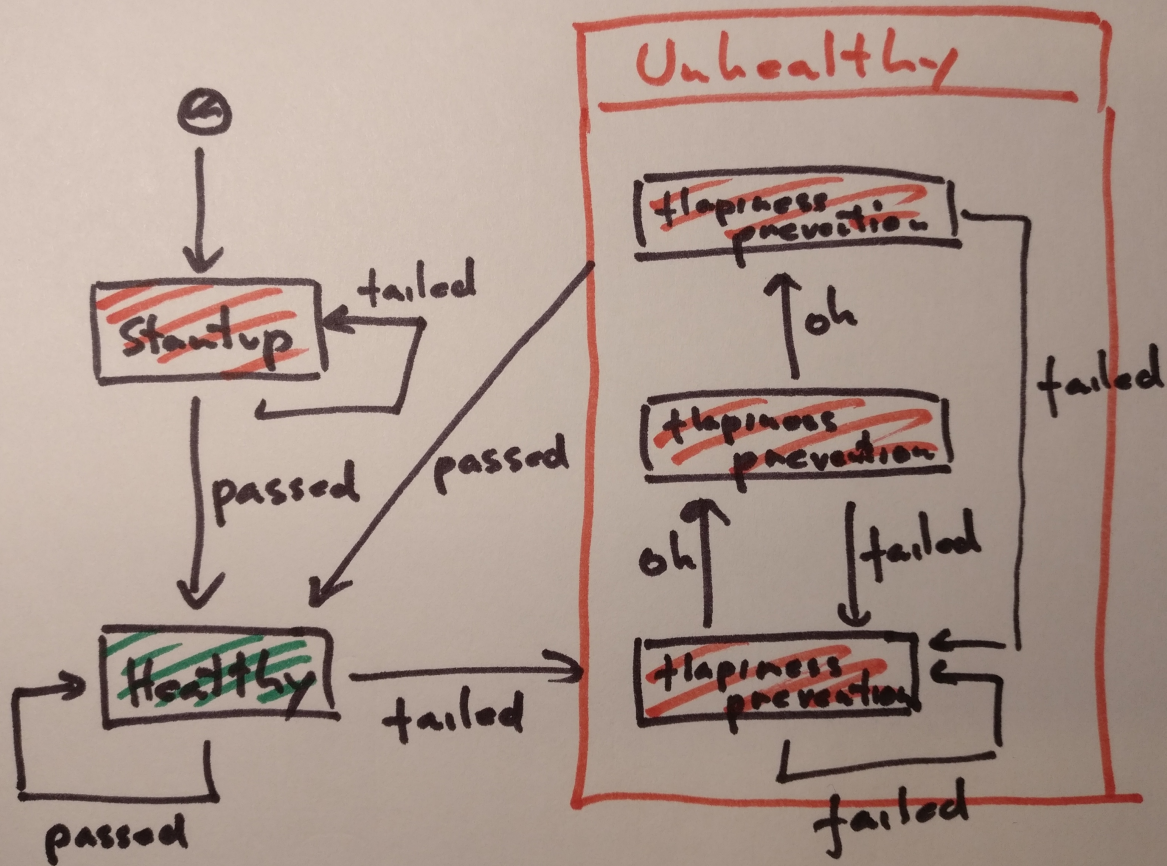 Unhealthy
flapiness
prevention
failed
Startup
ok
failed
flapiness
prevention
passed
passed
ok
failed
Healthy
flapiness
prevention
failed
passed
failed